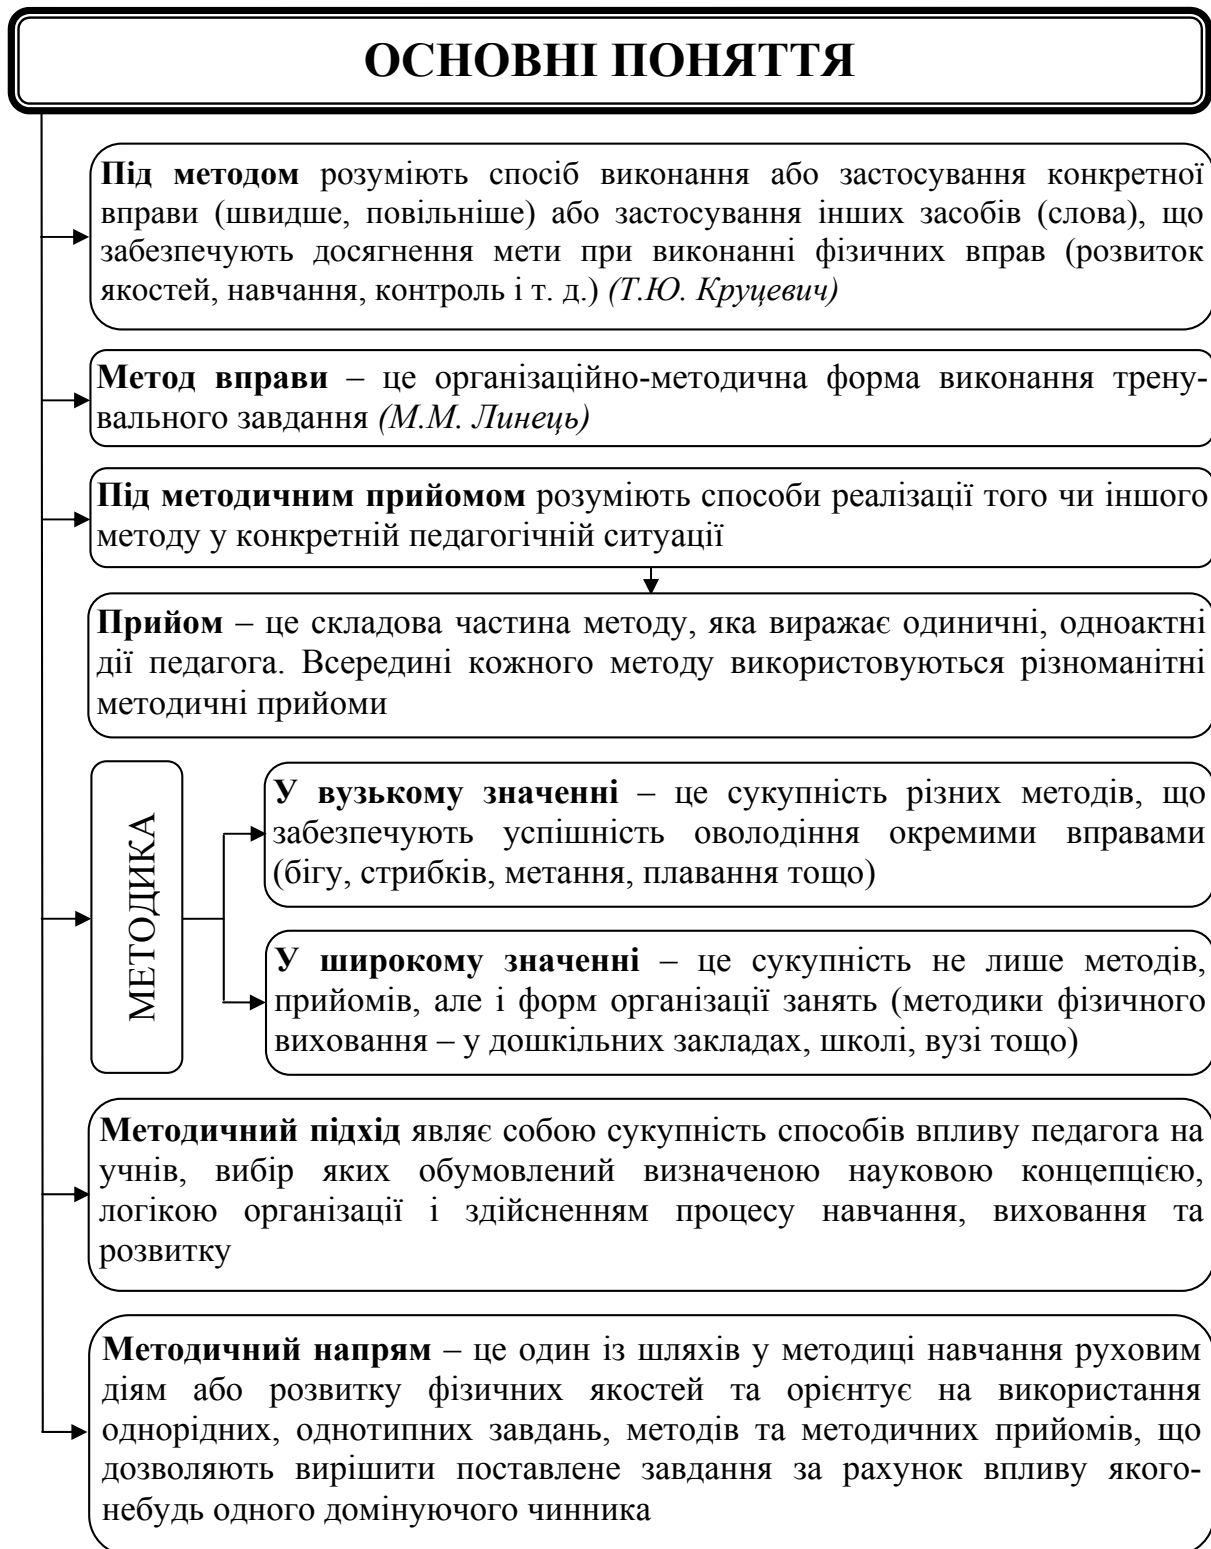 ОСНОВНІ ПОНЯТТЯ
Під методом розуміють спосіб виконання або застосування конкретної
вправи (швидше, повільніше) або застосування інших засобів (слова), що
забезпечують досягнення мети при виконанні фізичних вправ (розвиток
якостей, навчання, контроль і т. д.) (Т.Ю. Круцевич)
Метод вправи – це організаційно-методична форма виконання трену-
вального завдання (М.М. Линець)
Під методичним прийомом розуміють способи реалізації того чи іншого
методу у конкретній педагогічній ситуації
Прийом – це складова частина методу, яка виражає одиничні, одноактні
дії педагога. Всередині кожного методу використовуються різноманітні
методичні прийоми
МЕТОДИКА
У вузькому значенні – це сукупність різних методів, що
забезпечують успішність оволодіння окремими вправами
(бігу, стрибків, метання, плавання тощо)
У широкому значенні – це сукупність не лише методів,
прийомів, але і форм організації занять (методики фізичного
виховання – у дошкільних закладах, школі, вузі тощо)
Методичний підхід являє собою сукупність способів впливу педагога на
учнів, вибір яких обумовлений визначеною науковою концепцією,
логікою організації і здійсненням процесу навчання, виховання та
розвитку
Методичний напрям – це один із шляхів у методиці навчання руховим
діям або розвитку фізичних якостей та орієнтує на використання
однорідних, однотипних завдань, методів та методичних прийомів, що
дозволяють вирішити поставлене завдання за рахунок впливу якого-
небудь одного домінуючого чинника